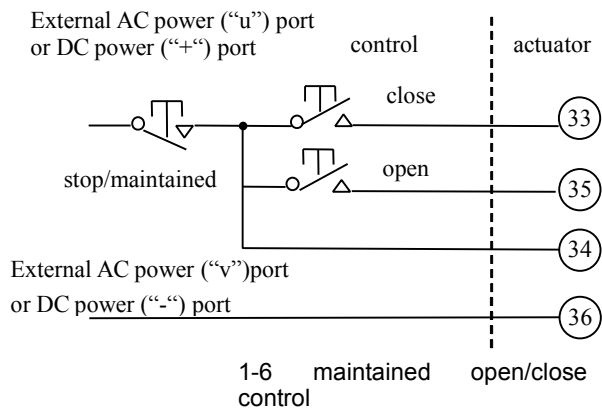 External AC power (“u”) port
or DC power (“+“) port
control
actuator
close
33
stop/maintained
open
35
34
External AC power (“v”)port
or DC power (“-“) port
36
1-6 maintained open/close
control